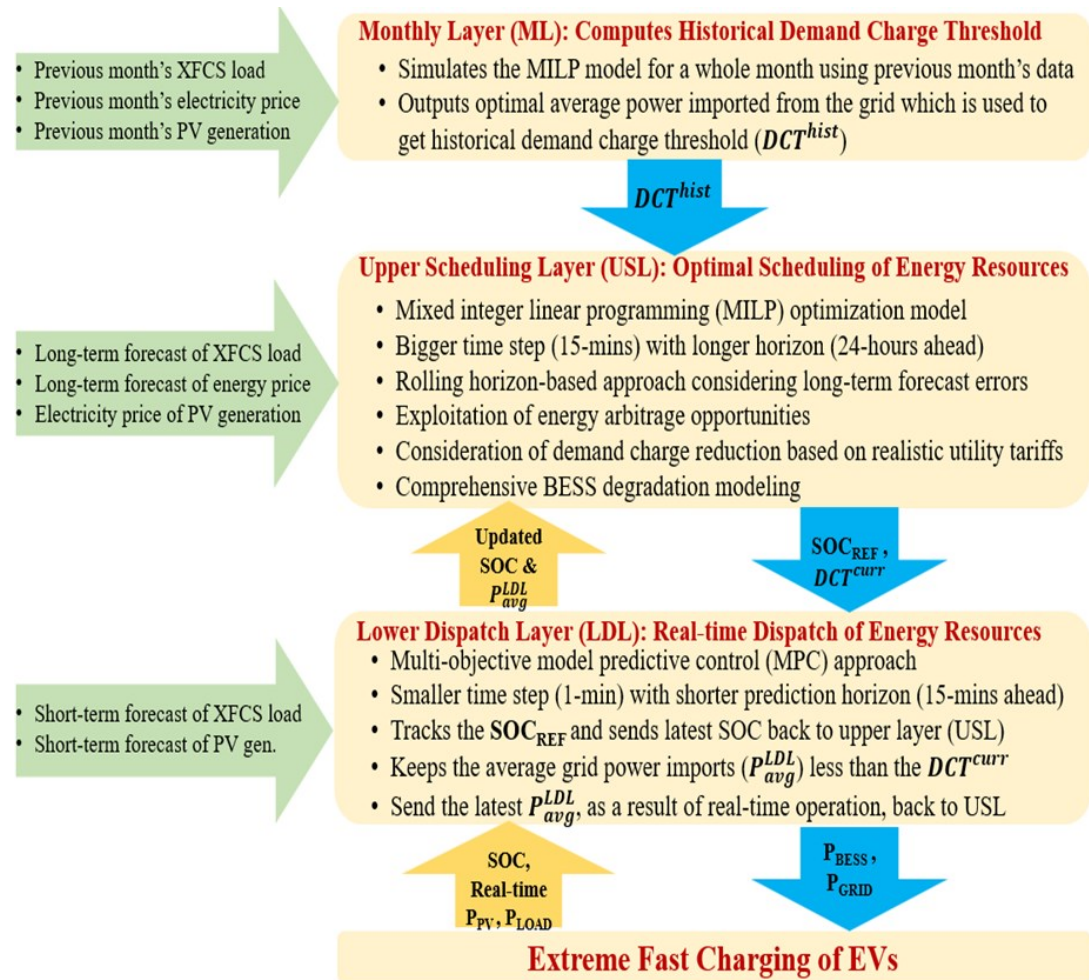 Monthly Layer (ML): Computes Historical Demand Charge Threshold
• Previous month's XFCS load
• Previous month's electricity price
• Previous month's PV generation
• Simulates the MILP model for a whole month using previous month's data
• Outputs optimal average power imported from the grid which is used to
get historical demand charge threshold (DCT^hist)
DCT^hist
Upper Scheduling Layer (USL): Optimal Scheduling of Energy Resources
• Long-term forecast of XFCS load
• Long-term forecast of energy price
• Electricity price of PV generation
• Mixed integer linear programming (MILP) optimization model
• Bigger time step (15-mins) with longer horizon (24-hours ahead)
• Rolling horizon-based approach considering long-term forecast errors
• Exploitation of energy arbitrage opportunities
• Consideration of demand charge reduction based on realistic utility tariffs
• Comprehensive BESS degradation modeling
Updated
SOC &
P_avg^LDL
SOC_REF ,
DCT^curr
Lower Dispatch Layer (LDL): Real-time Dispatch of Energy Resources
• Short-term forecast of XFCS load
• Short-term forecast of PV gen.
• Multi-objective model predictive control (MPC) approach
• Smaller time step (1-min) with shorter prediction horizon (15-mins ahead)
• Tracks the SOC_REF and sends latest SOC back to upper layer (USL)
• Keeps the average grid power imports (P_avg^LDL) less than the DCT^curr
• Send the latest P_avg^LDL, as a result of real-time operation, back to USL
SOC,
Real-time
P_PV , P_LOAD
P_BESS ,
P_GRID
Extreme Fast Charging of EVs